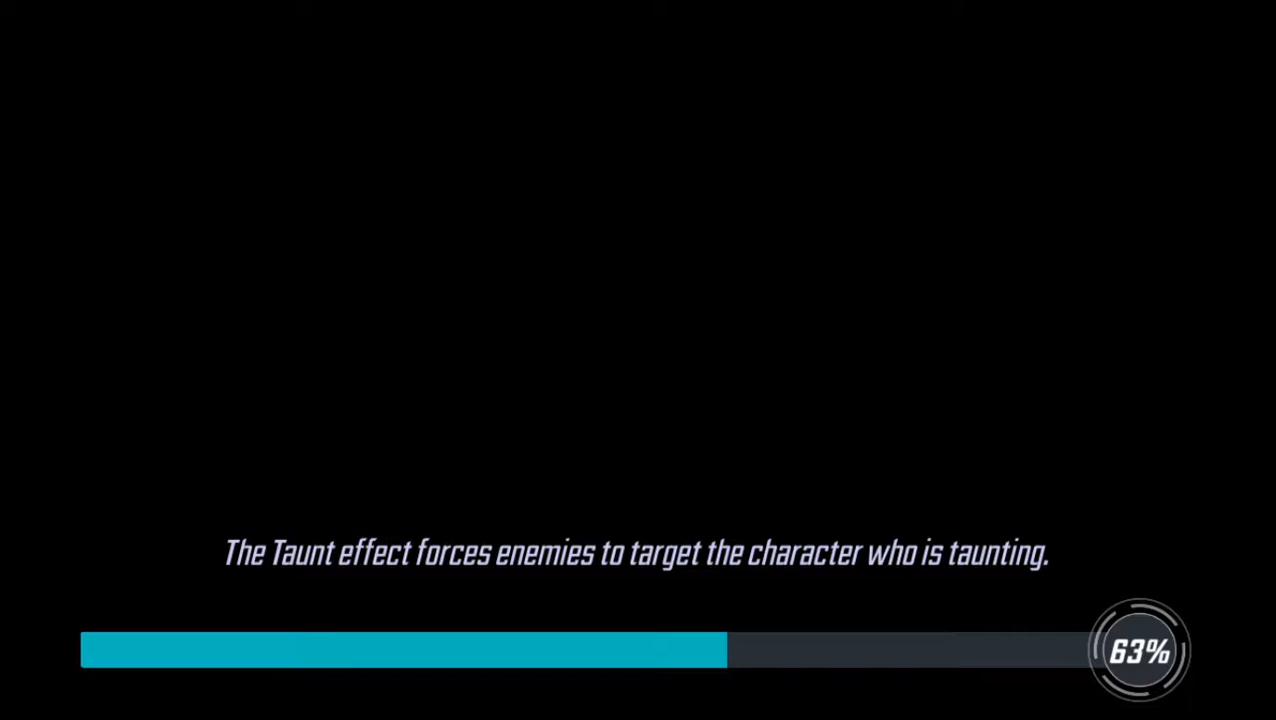 The Taunt effect forces enemies to target the character who is taunting.
63%